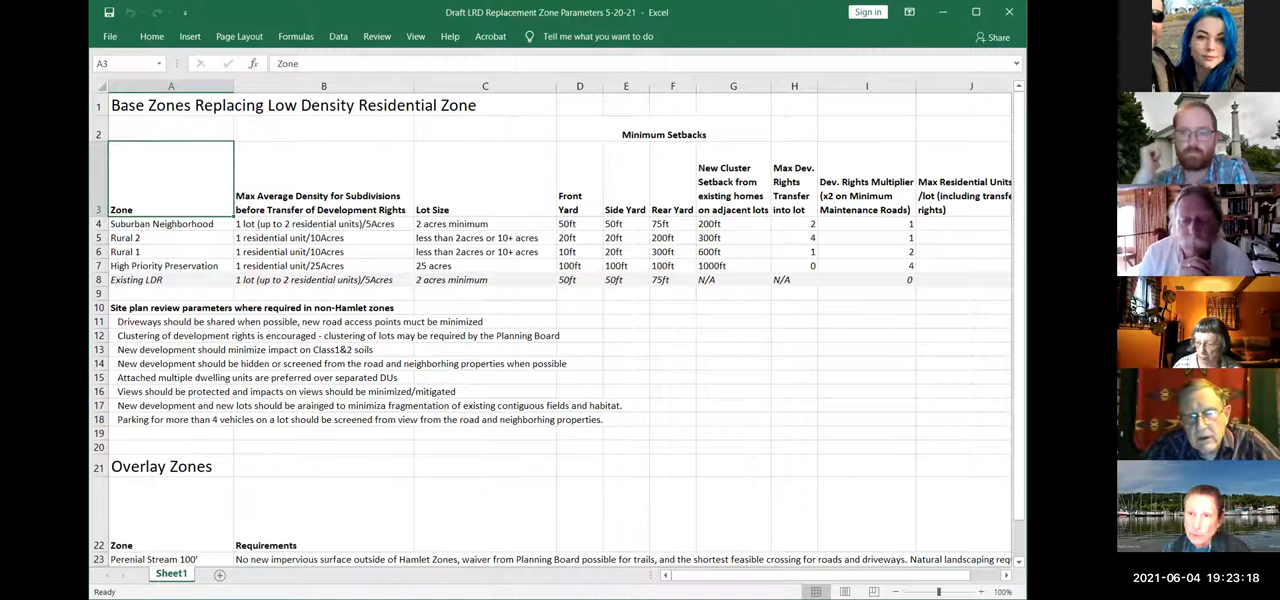 Draft LRD Replacement Zone Parameters 5-20-21 - Excel
Sign in
File Home Insert Page Layout Formulas Data Review View Help Acrobat Tell me what you want to do Share
A3 fx Zone
A B C D E F G H I J
1 Base Zones Replacing Low Density Residential Zone
2 Minimum Setbacks
New Cluster Max Dev.
Setback from Rights Dev. Rights Multiplier Max Residential Units
Max Average Density for Subdivisions existing homes Transfer (x2 on Minimum /lot (including transfe
3 Zone before Transfer of Development Rights Lot Size Front Yard Side Yard Rear Yard on adjacent lots into lot Maintenance Roads) rights)
4 Suburban Neighborhood 1 lot (up to 2 residential units)/5Acres 2 acres minimum 50ft 50ft 75ft 200ft 2 1
5 Rural 2 1 residential unit/10Acres less than 2acres or 10+ acres 20ft 20ft 200ft 300ft 4 1
6 Rural 1 1 residential unit/10Acres less than 2acres or 10+ acres 10ft 20ft 300ft 600ft 1 2
7 High Priority Preservation 1 residential unit/25Acres 25 acres 100ft 100ft 100ft 1000ft 0 4
8 Existing LDR 1 lot (up to 2 residential units)/5Acres 2 acres minimum 50ft 50ft 75ft N/A N/A 0
9
10 Site plan review parameters where required in non-Hamlet zones
11 Driveways should be shared when possible, new road access points muct be minimized
12 Clustering of development rights is encouraged - clustering of lots may be required by the Planning Board
13 New development should minimize impact on Class1&2 soils
14 New development should be hidden or screened from the road and neighborhing properties when possible
15 Attached multiple dwelling units are preferred over separated DUs
16 Views should be protected and impacts on views should be minimized/mitigated
17 New development and new lots should be arainged to minimiza fragmentation of existing contiguous fields and habitat.
18 Parking for more than 4 vehicles on a lot should be screened from view from the road and neighborhing properties.
19
20
21 Overlay Zones
22 Zone Requirements
23 Perenial Stream 100' No new impervious surface outside of Hamlet Zones, waiver from Planning Board possible for trails, and the shortest feasible crossing for roads and driveways. Natural landscaping req
Sheet1
Ready 100%
2021-06-04 19:23:18